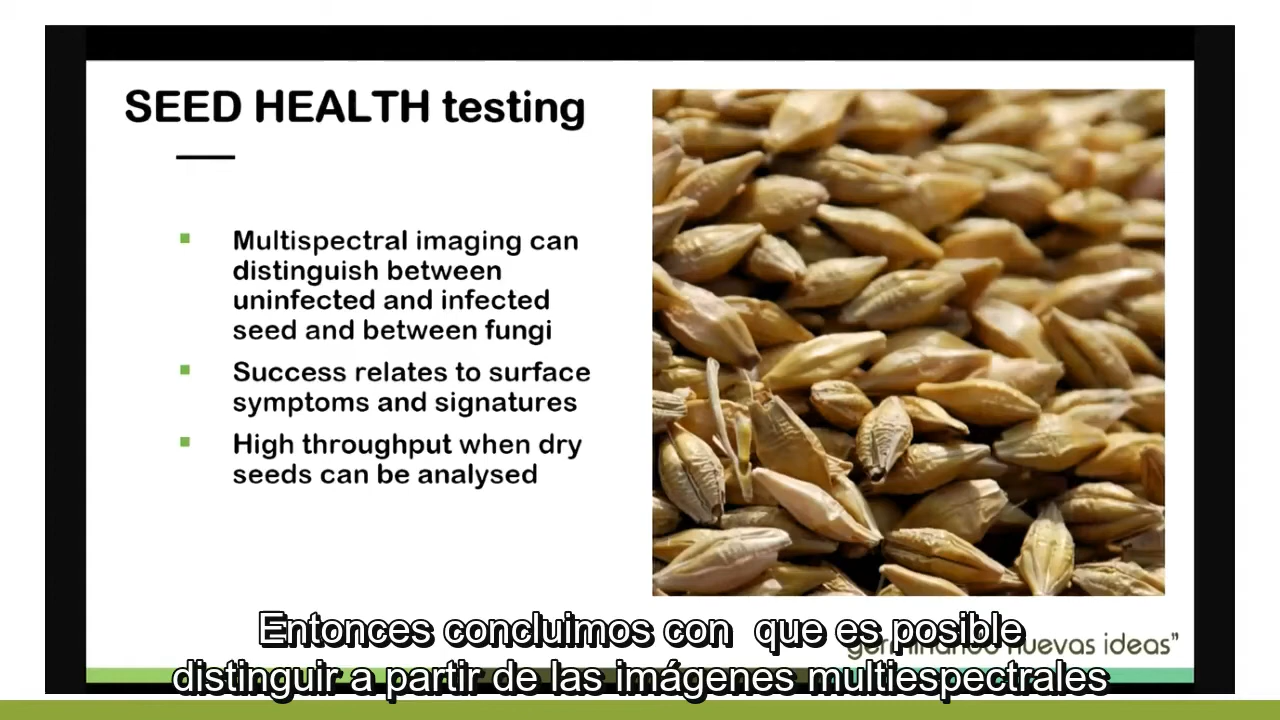 SEED HEALTH testing
Multispectral imaging can
distinguish between
uninfected and infected
seed and between fungi
Success relates to surface
symptoms and signatures
High throughput when dry
seeds can be analysed
germinando nuevas ideas”
Entonces concluimos con que es posible
distinguir a partir de las imágenes multiespectrales